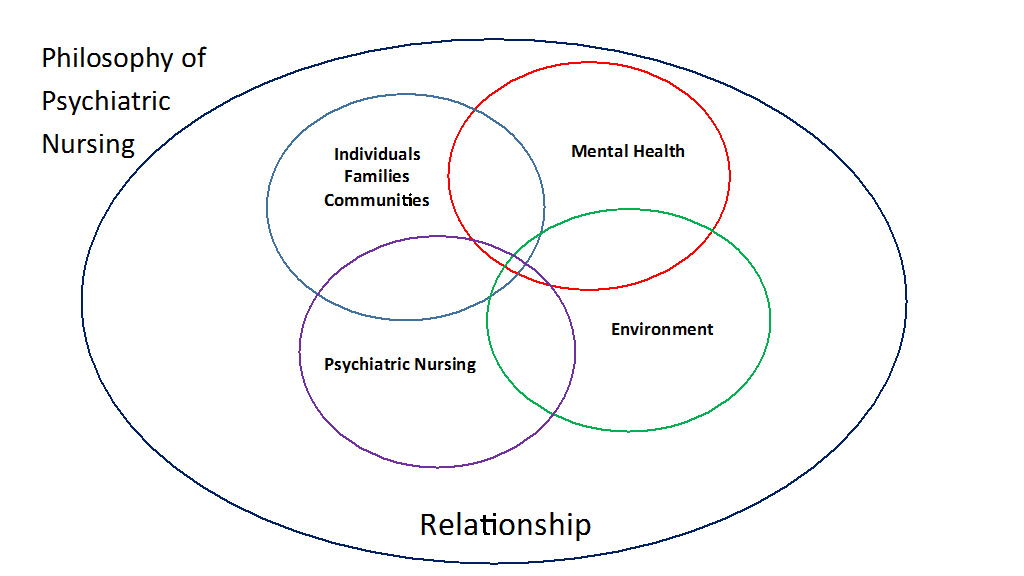 Philosophy of
Psychiatric
Nursing
Individuals
Families
Communities
Mental Health
Psychiatric Nursing
Environment
Relationship